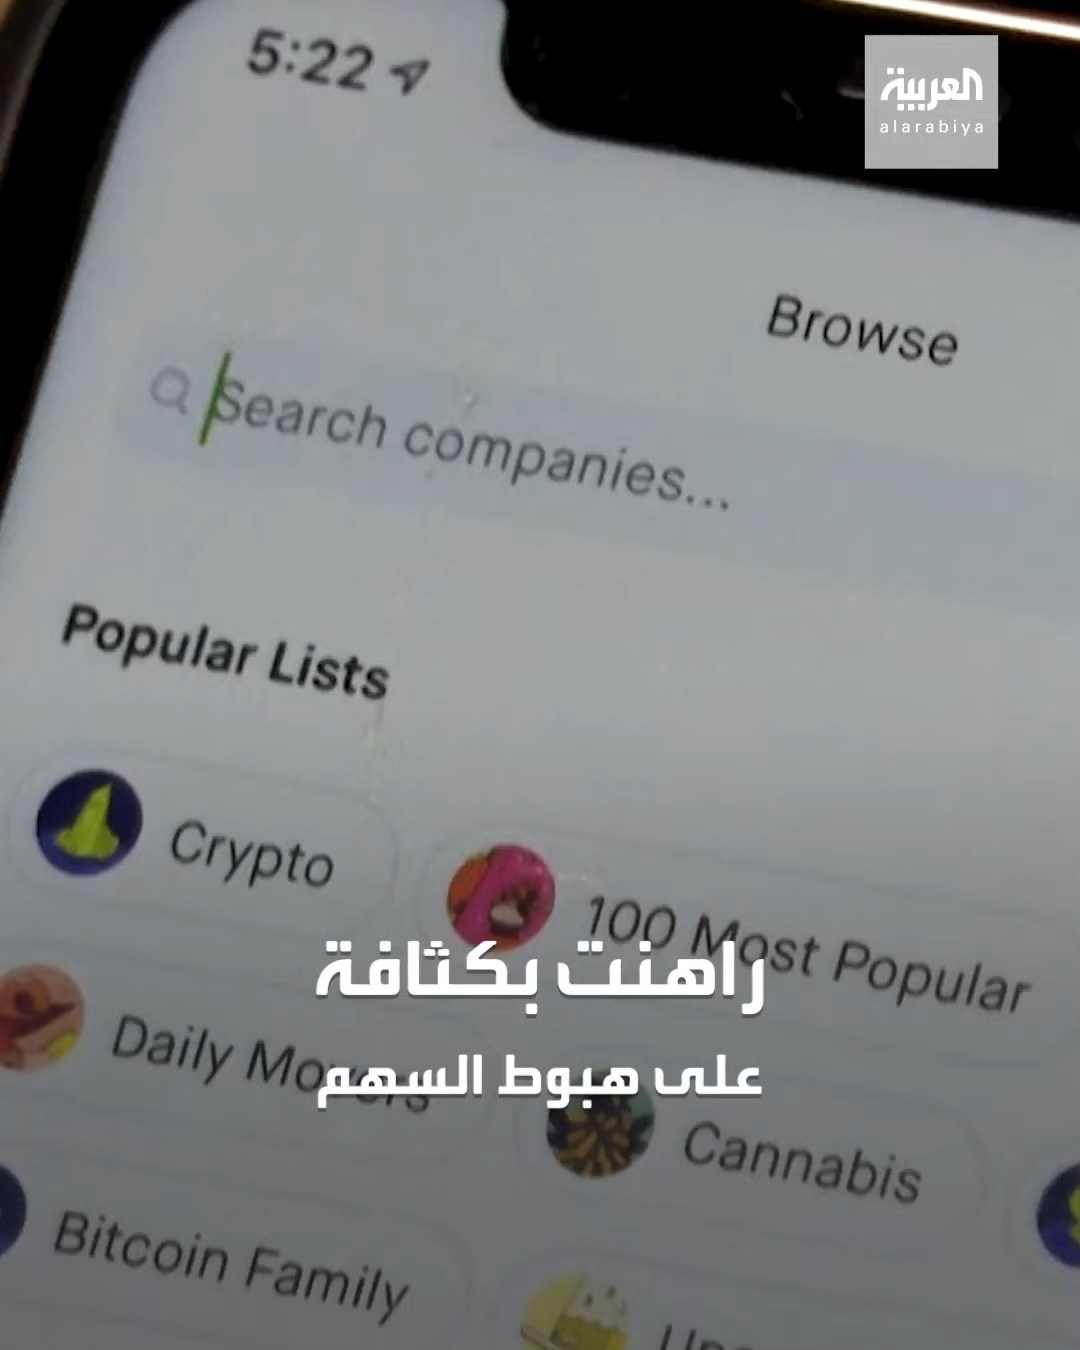 5:22
العربية
alarabiya
Browse
Search companies...
Popular Lists
Crypto
100 Most Popular
راهنت بكثافة
Daily Movers
على هبوط السهم
Cannabis
Bitcoin Family